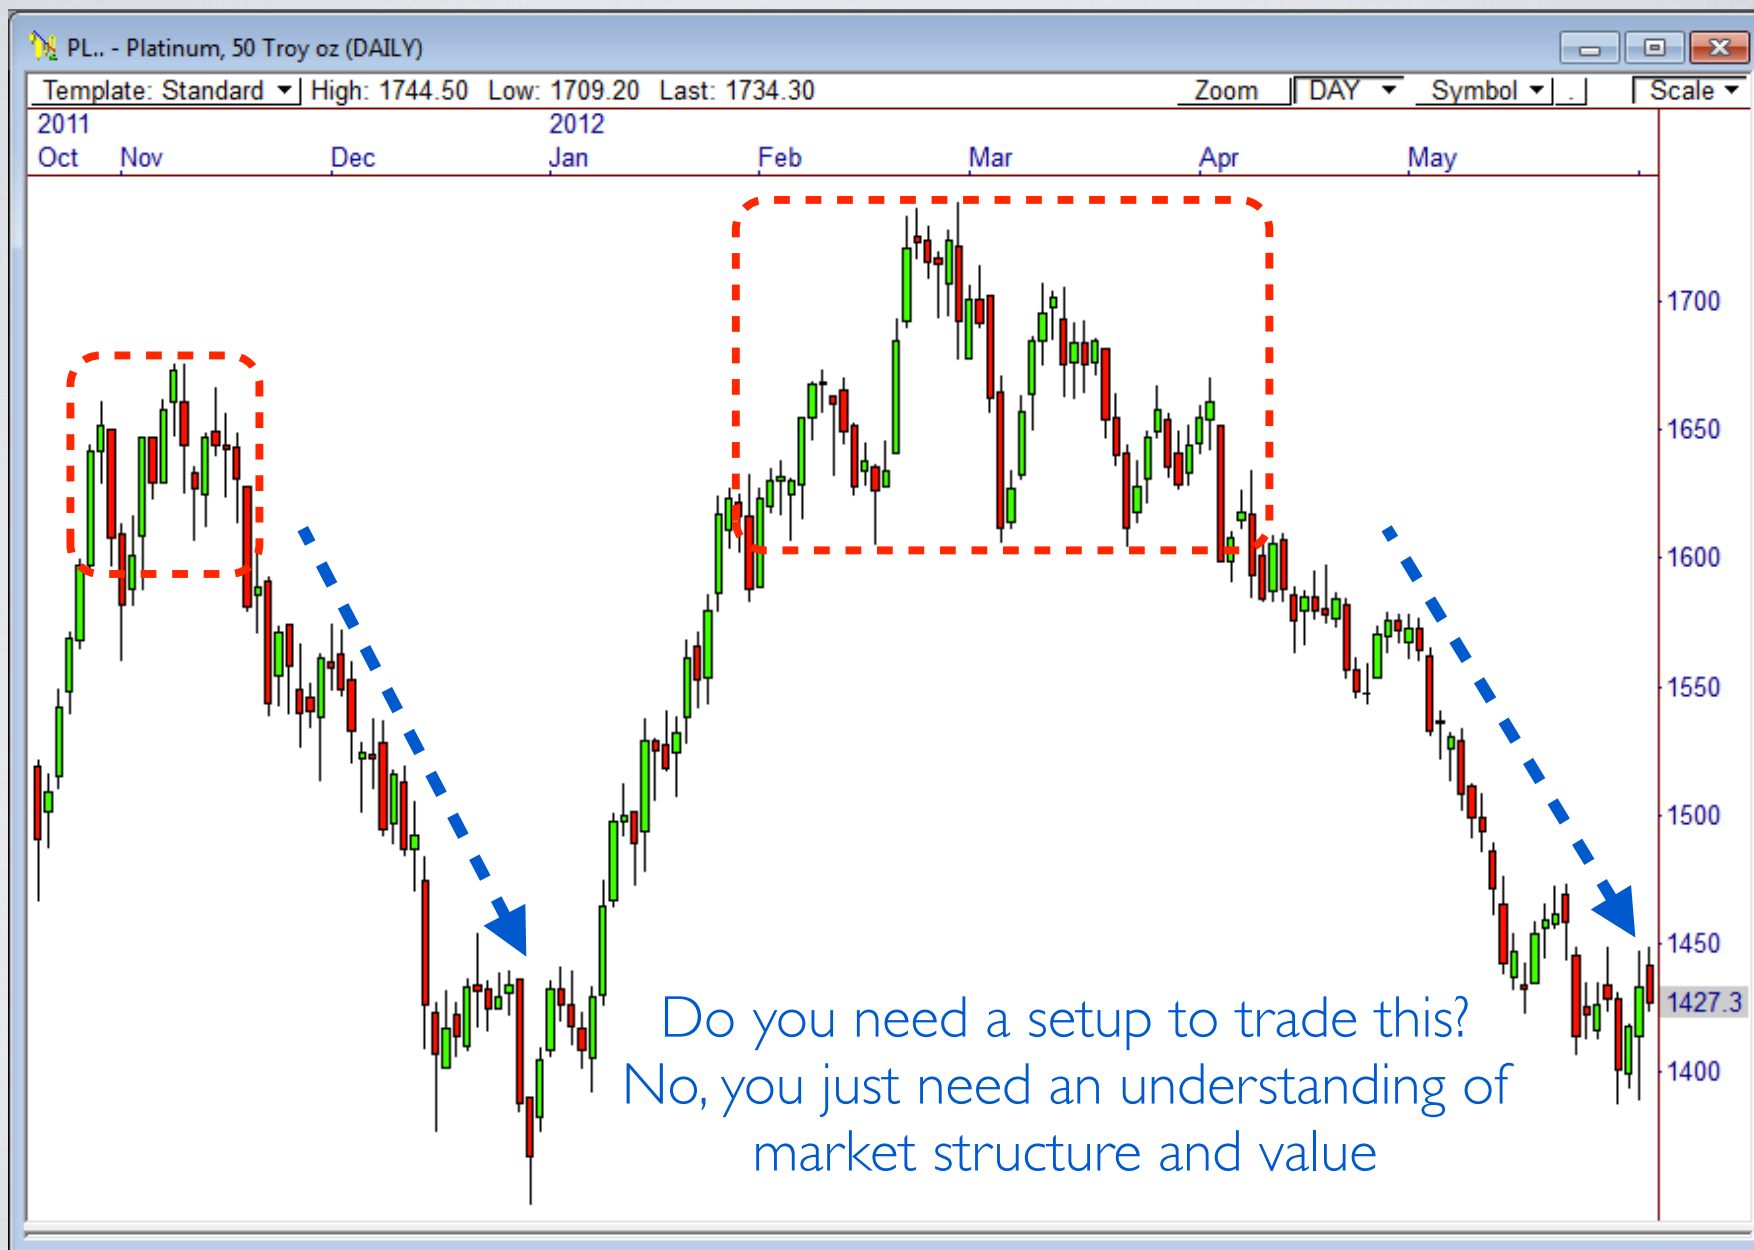 PL.. - Platinum, 50 Troy oz (DAILY)
Template: Standard High: 1744.50 Low: 1709.20 Last: 1734.30 Zoom DAY Symbol . Scale
2011 2012
Oct Nov Dec Jan Feb Mar Apr May
1700
1650
1600
1550
1500
1450
1427.3
1400
Do you need a setup to trade this?
No, you just need an understanding of
market structure and value